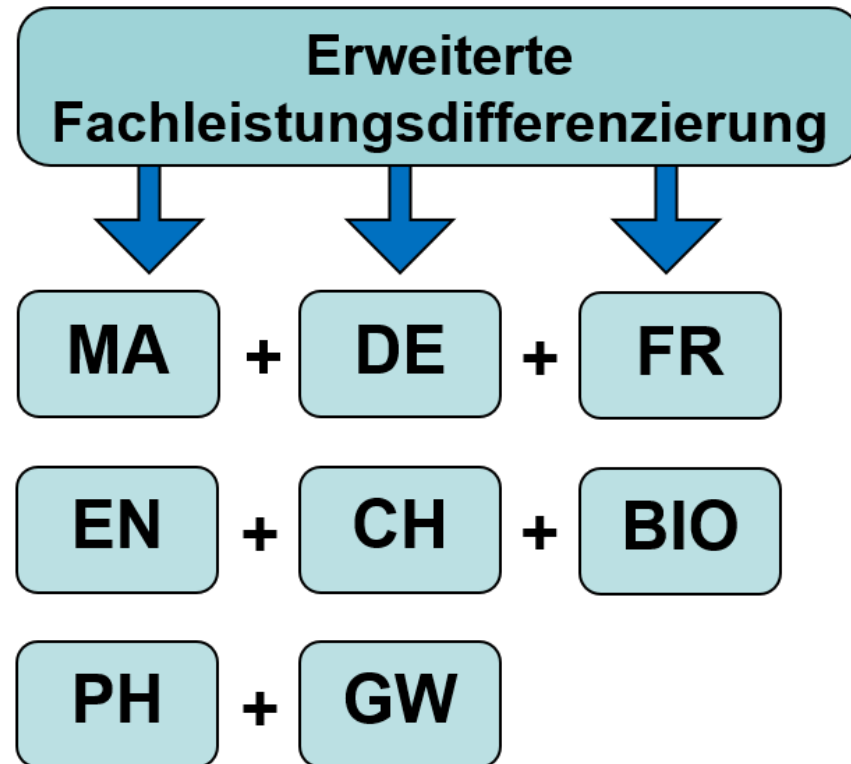 Erweiterte
Fachleistungsdifferenzierung
MA + DE + FR
EN + CH + BIO
PH + GW